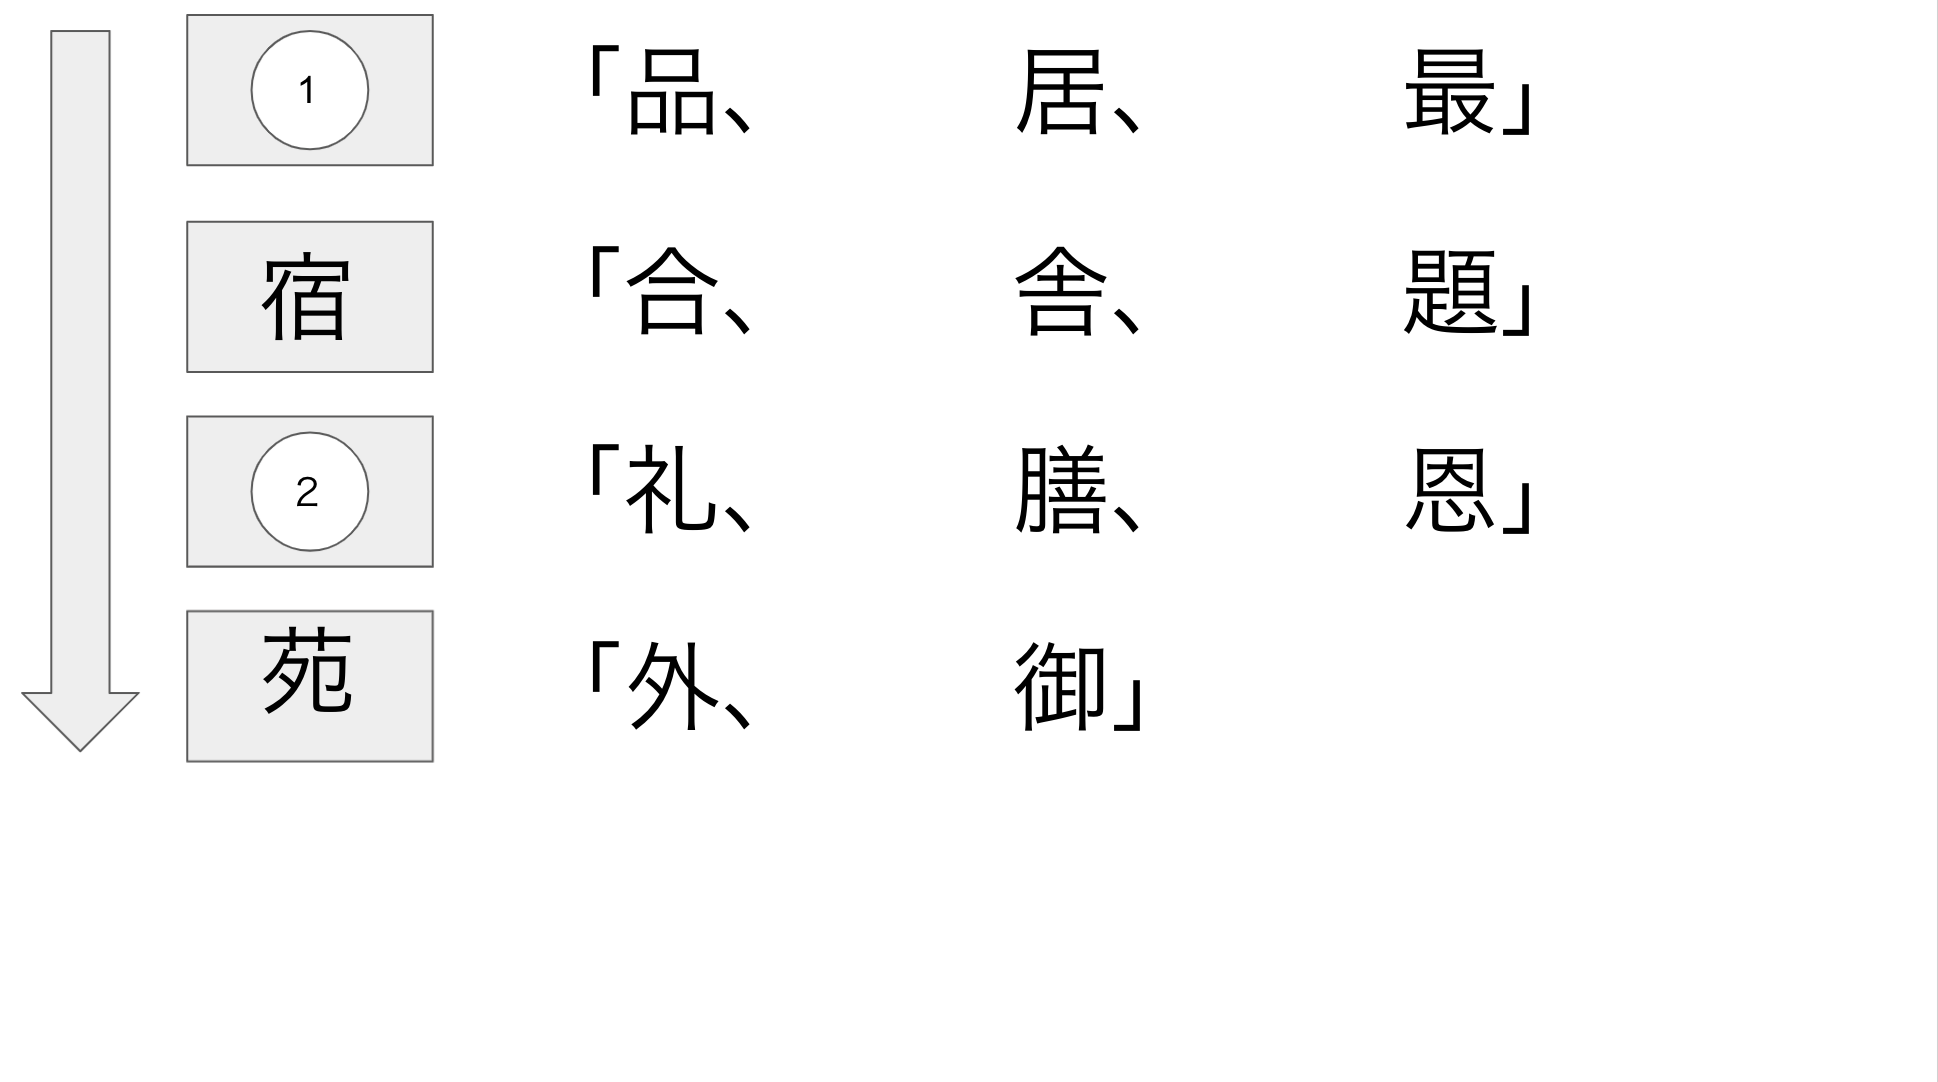 1 「品、 居、 最」
宿 「合、 舎、 題」
2 「礼、 膳、 恩」
苑 「外、 御」